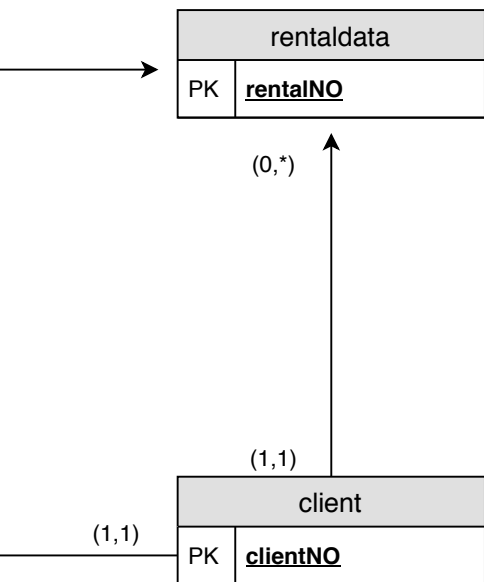 rentaldata
PK rentalNO
(0,*)
(1,1)
client
(1,1)
PK clientNO